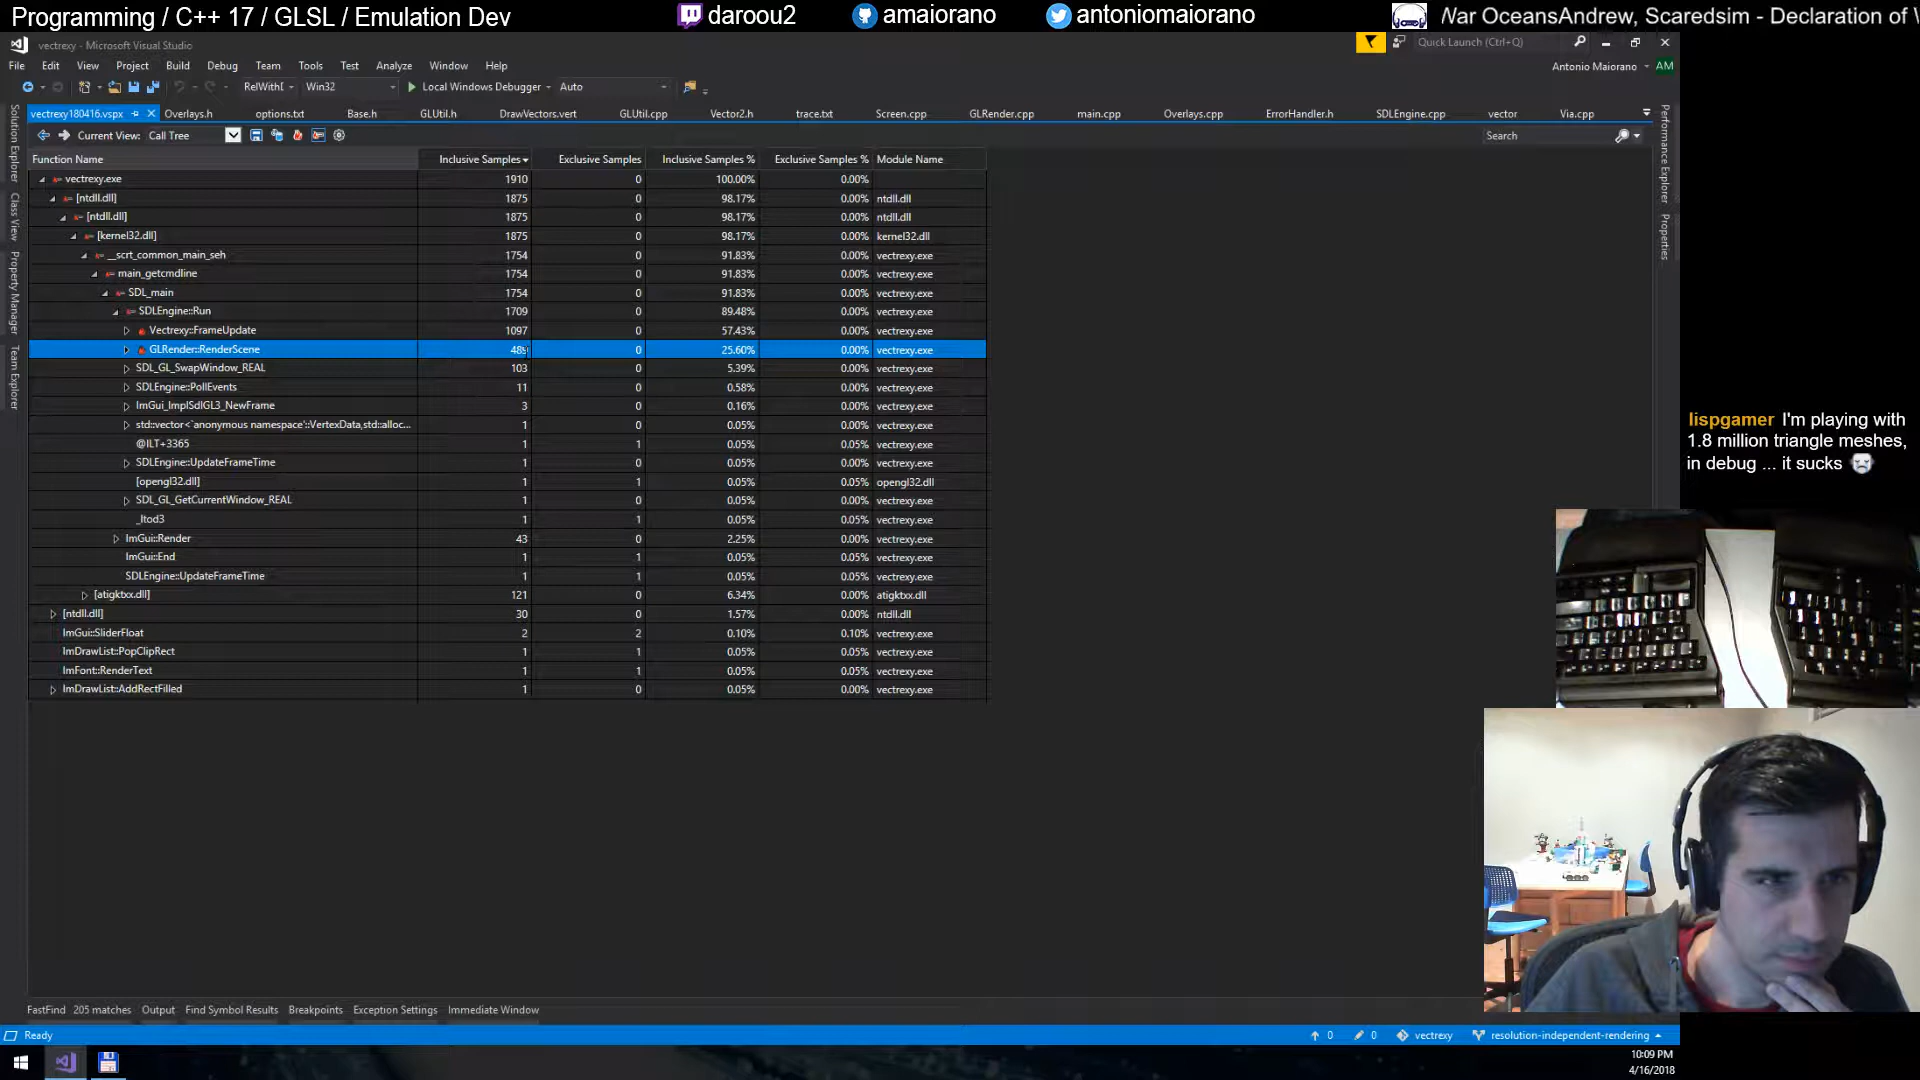 Programming / C++ 17 / GLSL / Emulation Dev
daroou2
amaiorano
antoniomaiorano
War OceansAndrew, Scaredsim - Declaration of
vectrexy - Microsoft Visual Studio
Quick Launch (Ctrl+Q)
File Edit View Project Build Debug Team Tools Test Analyze Window Help
Antonio Maiorano AM
RelWithI Win32 Local Windows Debugger Auto
vectrexy180416.vspx Overlays.h options.txt Base.h GLUtil.h DrawVectors.vert GLUtil.cpp Vector2.h trace.txt Screen.cpp GLRender.cpp main.cpp Overlays.cpp ErrorHandler.h SDLEngine.cpp vector Via.cpp
Current View: Call Tree Search
Solution Explorer
Class View
Property Manager
Team Explorer
Performance Explorer
Properties
Function Name Inclusive Samples Exclusive Samples Inclusive Samples % Exclusive Samples % Module Name
vectrexy.exe 1910 0 100.00% 0.00%
[ntdll.dll] 1875 0 98.17% 0.00% ntdll.dll
[ntdll.dll] 1875 0 98.17% 0.00% ntdll.dll
[kernel32.dll] 1875 0 98.17% 0.00% kernel32.dll
__scrt_common_main_seh 1754 0 91.83% 0.00% vectrexy.exe
main_getcmdline 1754 0 91.83% 0.00% vectrexy.exe
SDL_main 1754 0 91.83% 0.00% vectrexy.exe
SDLEngine::Run 1709 0 89.48% 0.00% vectrexy.exe
Vectrexy::FrameUpdate 1097 0 57.43% 0.00% vectrexy.exe
GLRender::RenderScene 489 0 25.60% 0.00% vectrexy.exe
SDL_GL_SwapWindow_REAL 103 0 5.39% 0.00% vectrexy.exe
SDLEngine::PollEvents 11 0 0.58% 0.00% vectrexy.exe
ImGui_ImplSdlGL3_NewFrame 3 0 0.16% 0.00% vectrexy.exe
std::vector<`anonymous namespace'::VertexData,std::alloc... 1 0 0.05% 0.00% vectrexy.exe
@ILT+3365 1 1 0.05% 0.05% vectrexy.exe
SDLEngine::UpdateFrameTime 1 0 0.05% 0.00% vectrexy.exe
[opengl32.dll] 1 1 0.05% 0.05% opengl32.dll
SDL_GL_GetCurrentWindow_REAL 1 0 0.05% 0.00% vectrexy.exe
_ltod3 1 1 0.05% 0.05% vectrexy.exe
ImGui::Render 43 0 2.25% 0.00% vectrexy.exe
ImGui::End 1 1 0.05% 0.05% vectrexy.exe
SDLEngine::UpdateFrameTime 1 1 0.05% 0.05% vectrexy.exe
[atigktxx.dll] 121 0 6.34% 0.00% atigktxx.dll
[ntdll.dll] 30 0 1.57% 0.00% ntdll.dll
ImGui::SliderFloat 2 2 0.10% 0.10% vectrexy.exe
ImDrawList::PopClipRect 1 1 0.05% 0.05% vectrexy.exe
ImFont::RenderText 1 1 0.05% 0.05% vectrexy.exe
ImDrawList::AddRectFilled 1 0 0.05% 0.00% vectrexy.exe
lispgamer I'm playing with
1.8 million triangle meshes,
in debug ... it sucks
FastFind 205 matches Output Find Symbol Results Breakpoints Exception Settings Immediate Window
Ready 0 0 vectrexy resolution-independent-rendering
10:09 PM
4/16/2018